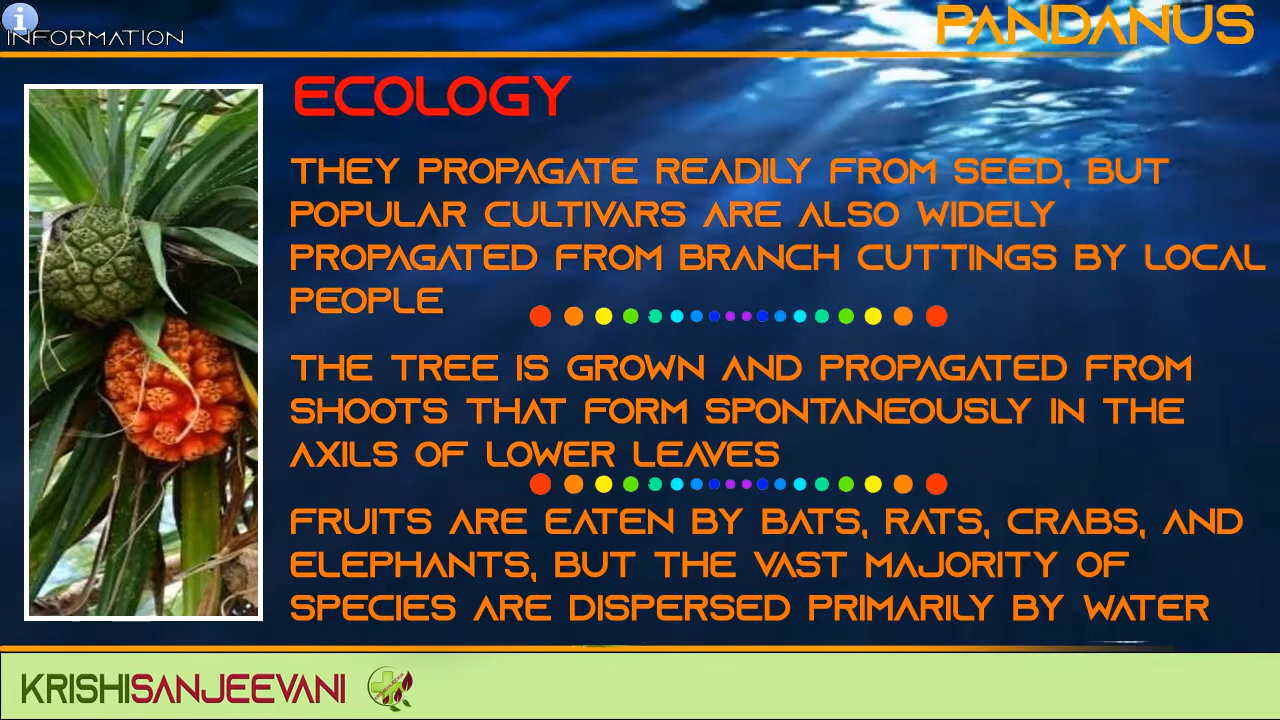 INFORMATION
PANDANUS
ECOLOGY
THEY PROPAGATE READILY FROM SEED, BUT
POPULAR CULTIVARS ARE ALSO WIDELY
PROPAGATED FROM BRANCH CUTTINGS BY LOCAL
PEOPLE
THE TREE IS GROWN AND PROPAGATED FROM
SHOOTS THAT FORM SPONTANEOUSLY IN THE
AXILS OF LOWER LEAVES
FRUITS ARE EATEN BY BATS, RATS, CRABS, AND
ELEPHANTS, BUT THE VAST MAJORITY OF
SPECIES ARE DISPERSED PRIMARILY BY WATER
KRISHISANJEEVANI